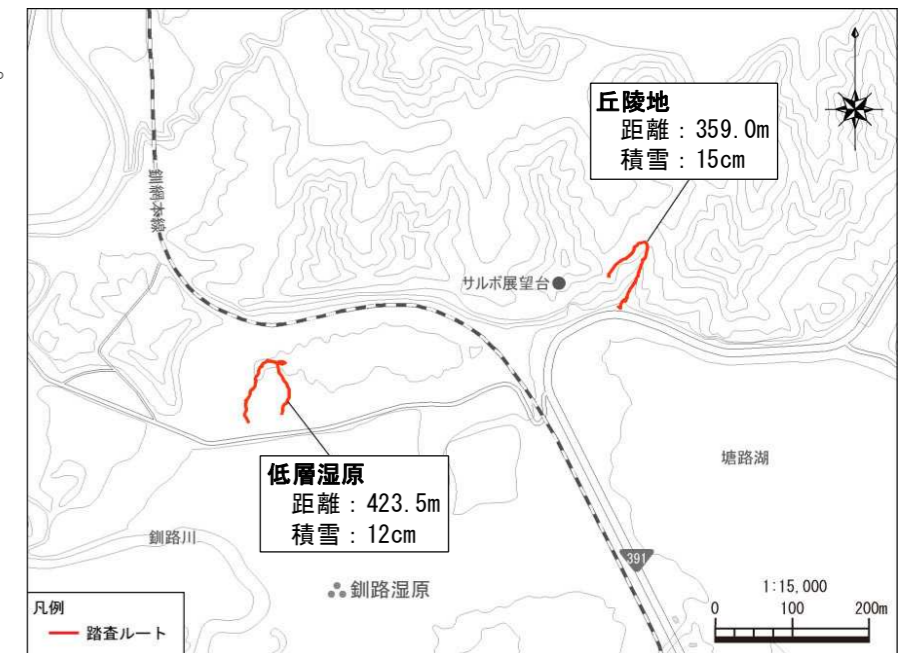 。
丘陵地
距離：359.0m
積雪：15cm
釧網本線
サルボ展望台
低層湿原
距離：423.5m
積雪：12cm
塘路湖
釧路川
391
釧路湿原
1:15,000
0 100 200m
凡例
踏査ルート